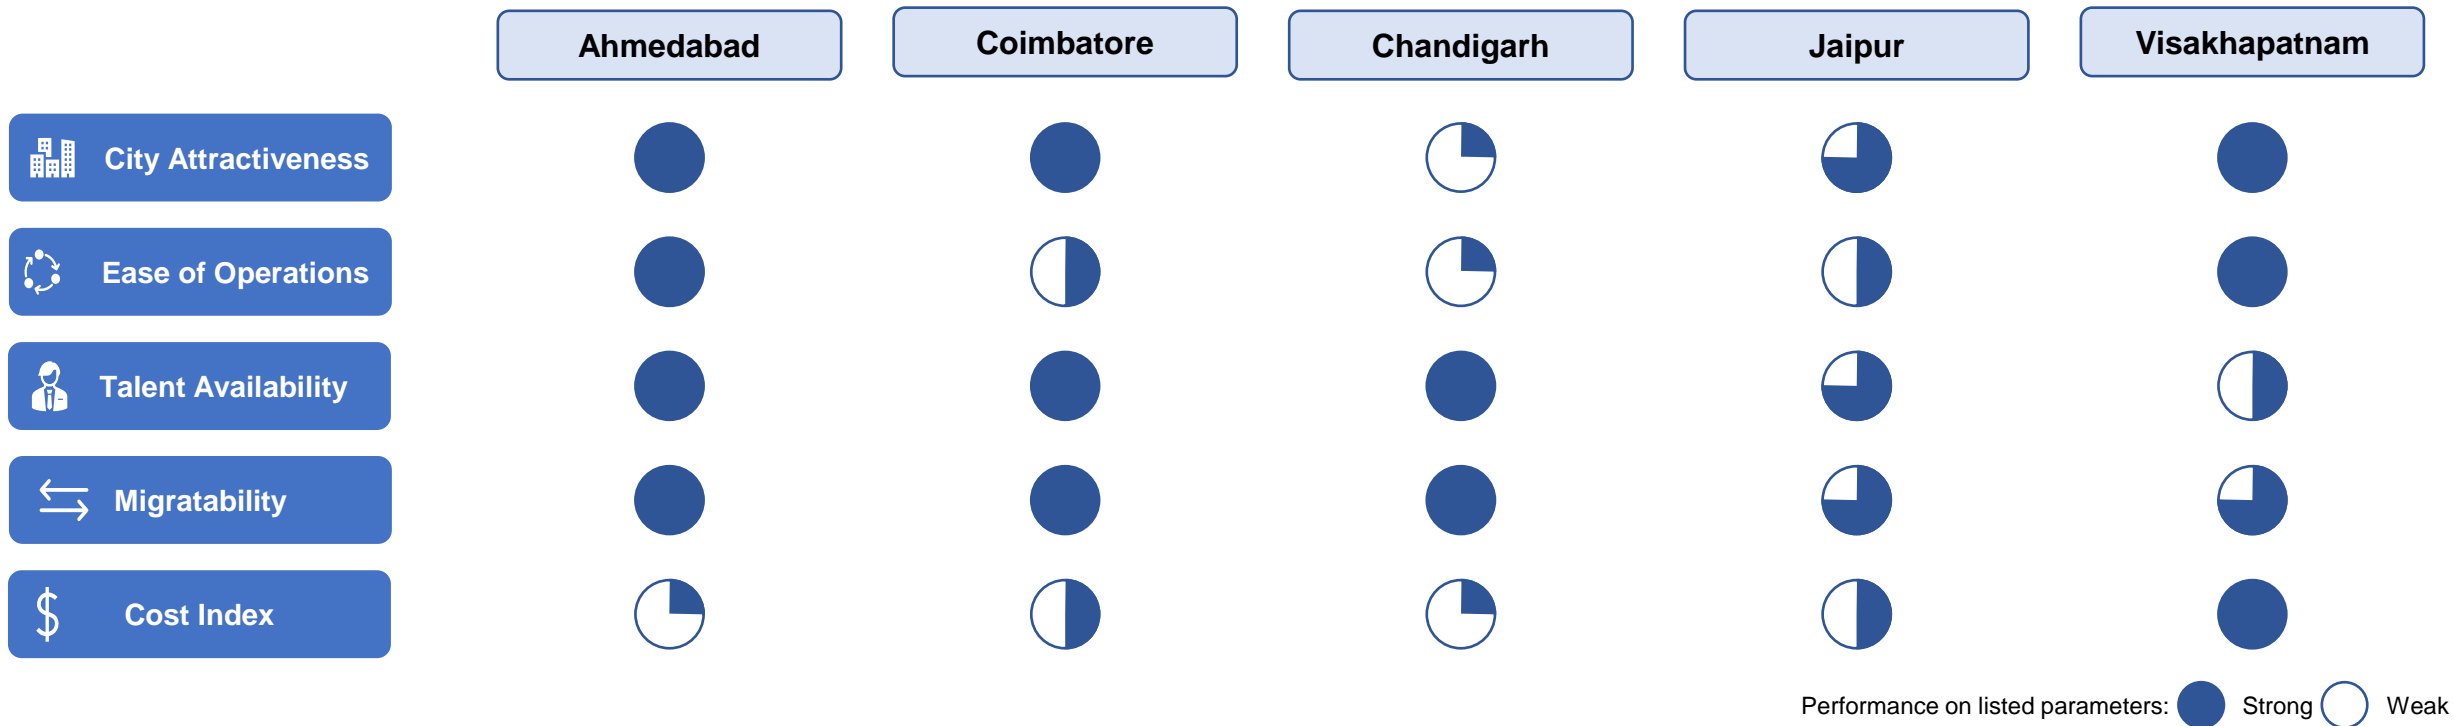 Ahmedabad
Coimbatore
Chandigarh
Jaipur
Visakhapatnam
City Attractiveness
Ease of Operations
Talent Availability
Migratability
Cost Index
Performance on listed parameters: Strong Weak